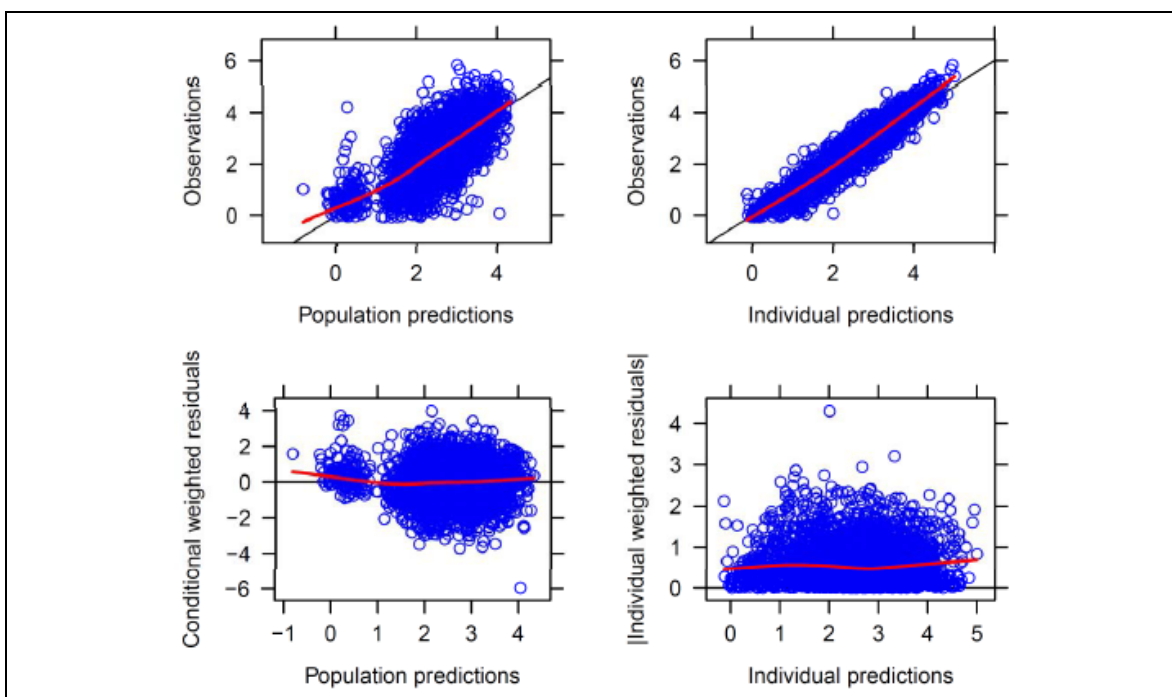 6
4
2
0
Observations
0 2 4
Population predictions
6
4
2
0
Observations
0 2 4
Individual predictions
4
2
0
−2
−4
−6
Conditional weighted residuals
−1 0 1 2 3 4
Population predictions
4
3
2
1
0
|Individual weighted residuals|
0 1 2 3 4 5
Individual predictions